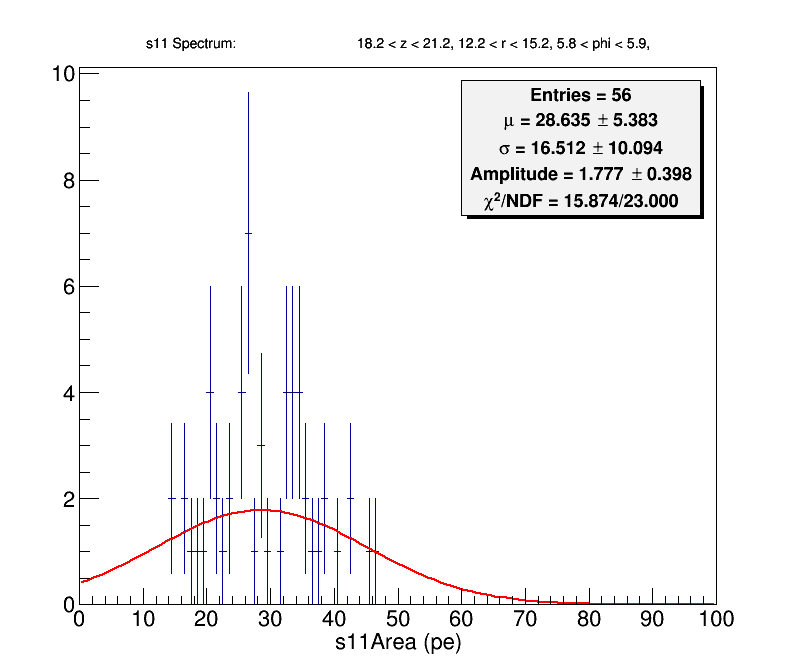 s11 Spectrum: 18.2 < z < 21.2, 12.2 < r < 15.2, 5.8 < phi < 5.9,
Entries = 56
μ = 28.635 ± 5.383
σ = 16.512 ± 10.094
Amplitude = 1.777 ± 0.398
χ²/NDF = 15.874/23.000
10
8
6
4
2
0
0 10 20 30 40 50 60 70 80 90 100
s11Area (pe)